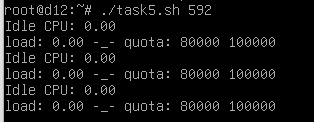 root@d12:~# ./task5.sh 592
Idle CPU: 0.00
load: 0.00 -_- quota: 80000 100000
Idle CPU: 0.00
load: 0.00 -_- quota: 80000 100000
Idle CPU: 0.00
load: 0.00 -_- quota: 80000 100000